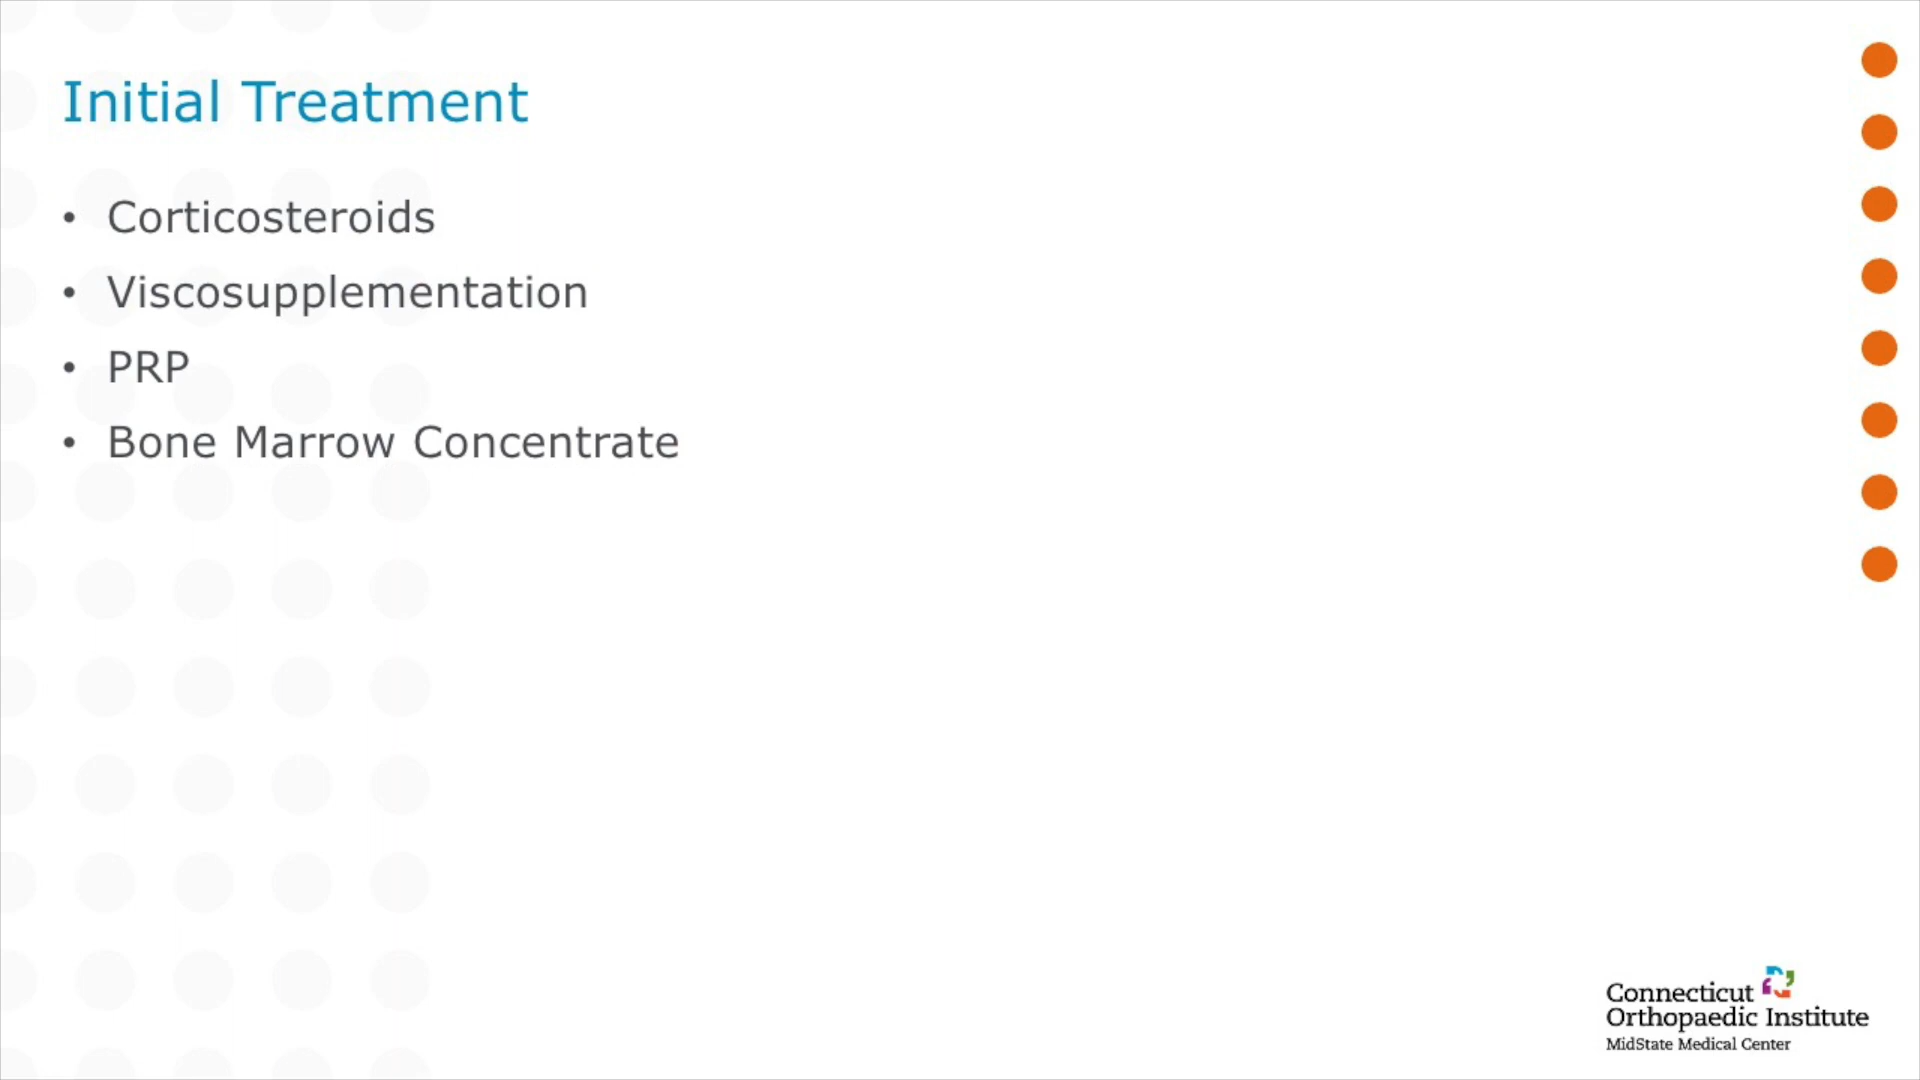 Initial Treatment
• Corticosteroids
• Viscosupplementation
• PRP
• Bone Marrow Concentrate
Connecticut
Orthopaedic Institute
MidState Medical Center